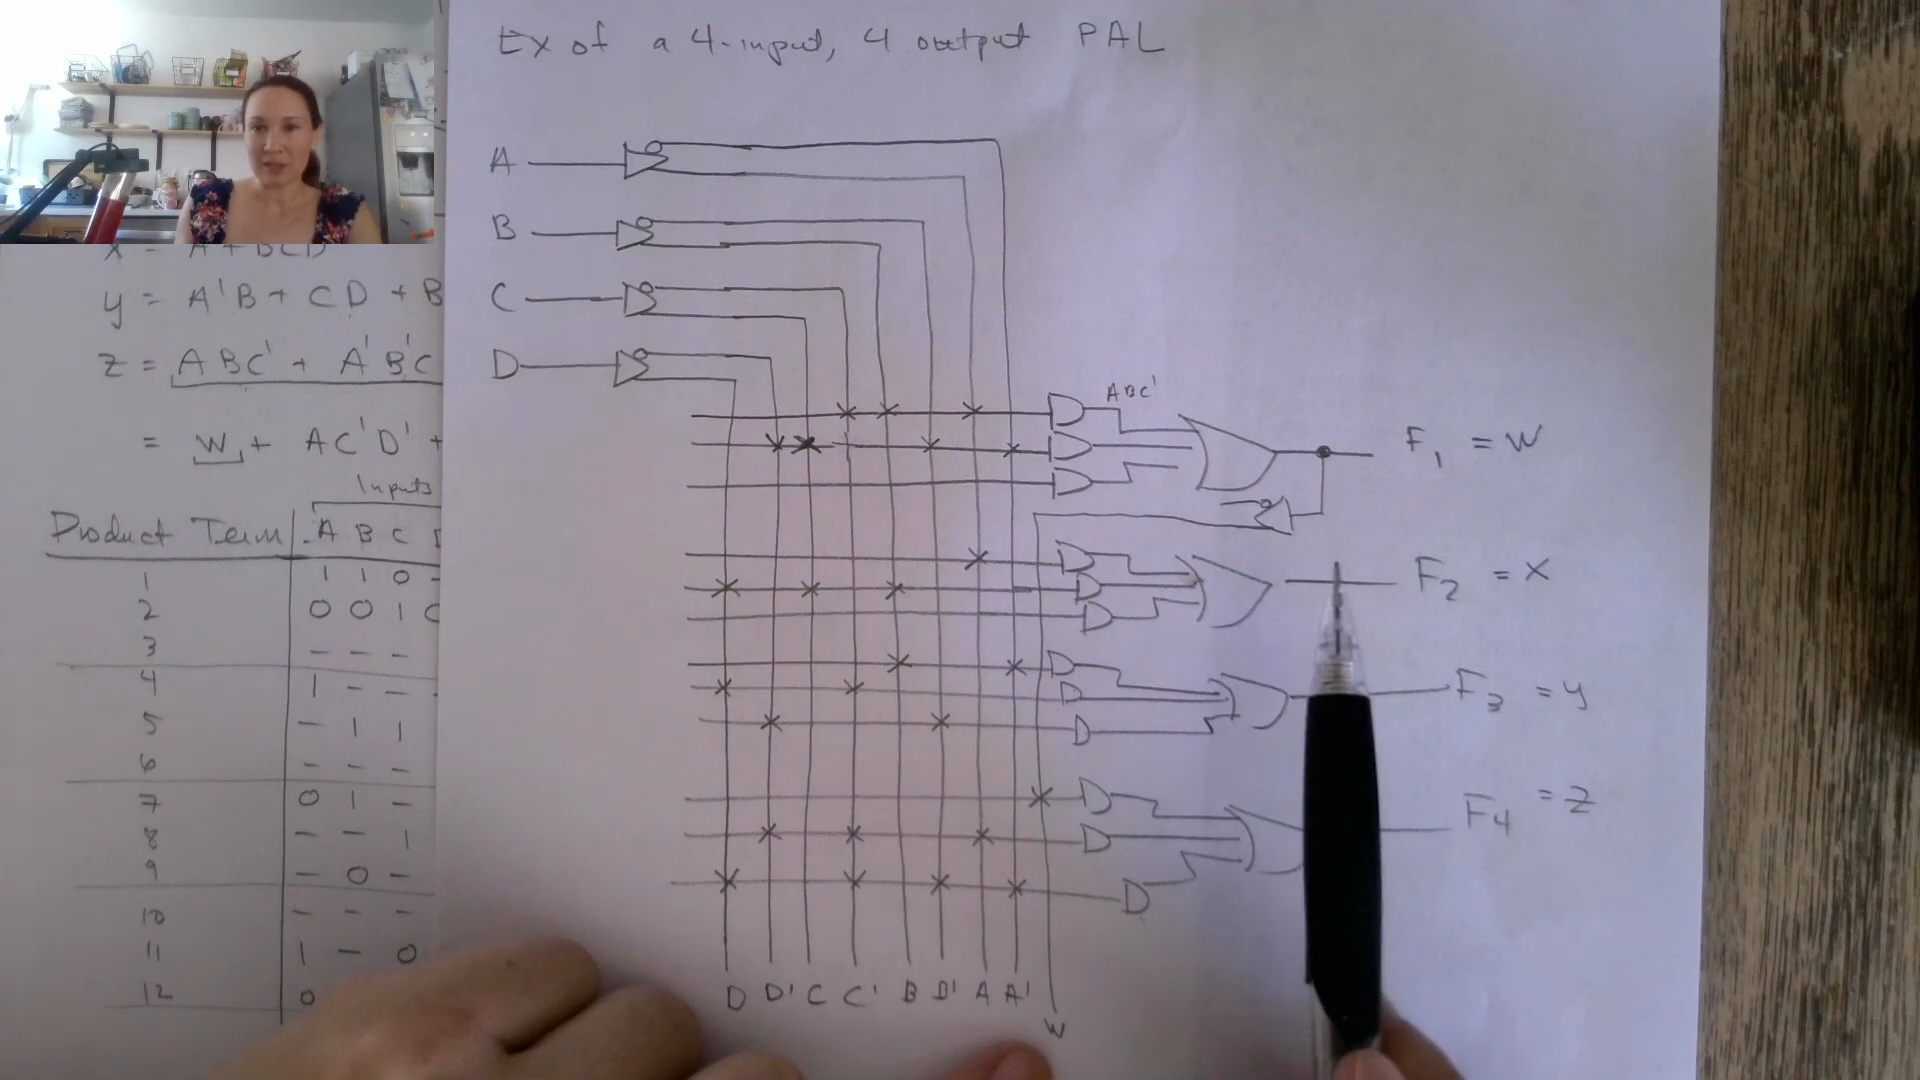 Ex of a 4-input, 4 output PAL
A
B
C
D
ABC'
F1 = W
F2 = X
F3 = y
F4 = Z
D D' C C' B B' A A'
W
x = A + BCD
y = A'B + CD + B
z = ABC' + A'B'C
= W + AC'D' +
Inputs
Product Term A B C
1 1 1 0 -
2 0 0 1 0
3 - - -
4 1 - - -
5 - 1 1
6 - - -
7 0 1 -
8 - - 1
9 - 0 -
10 - - -
11 1 - 0
12 0